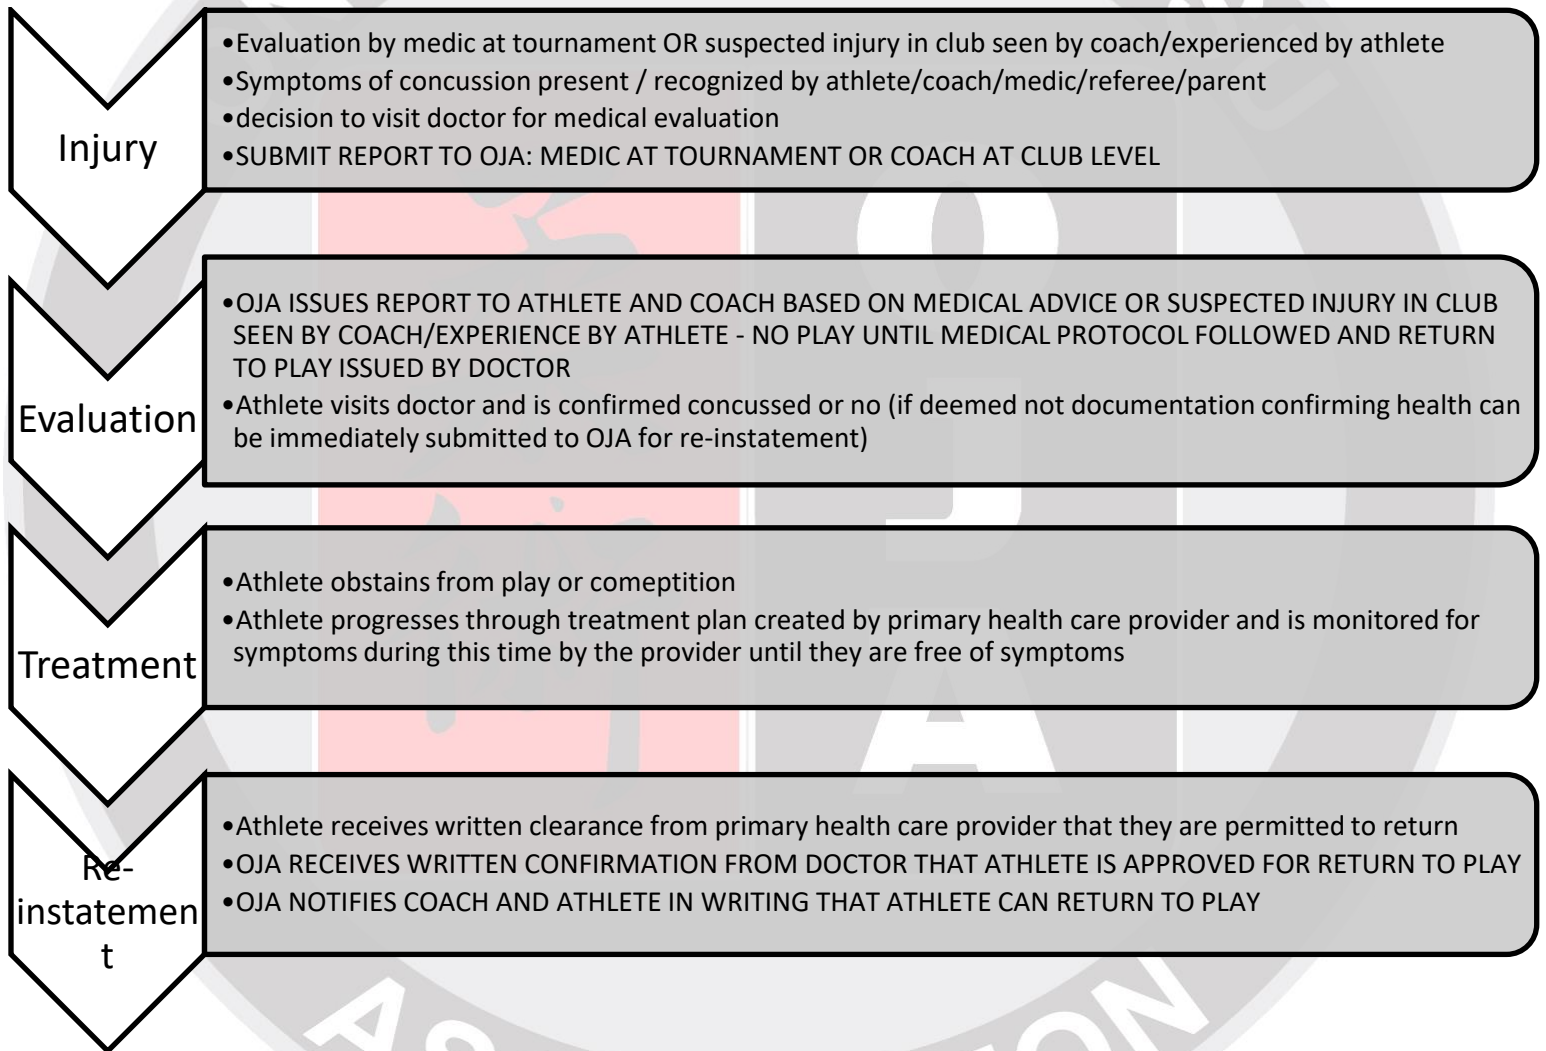 Injury
•Evaluation by medic at tournament OR suspected injury in club seen by coach/experienced by athlete
•Symptoms of concussion present / recognized by athlete/coach/medic/referee/parent
•decision to visit doctor for medical evaluation
•SUBMIT REPORT TO OJA: MEDIC AT TOURNAMENT OR COACH AT CLUB LEVEL
Evaluation
•OJA ISSUES REPORT TO ATHLETE AND COACH BASED ON MEDICAL ADVICE OR SUSPECTED INJURY IN CLUB
SEEN BY COACH/EXPERIENCE BY ATHLETE - NO PLAY UNTIL MEDICAL PROTOCOL FOLLOWED AND RETURN
TO PLAY ISSUED BY DOCTOR
•Athlete visits doctor and is confirmed concussed or no (if deemed not documentation confirming health can
be immediately submitted to OJA for re-instatement)
Treatment
•Athlete obstains from play or comeptition
•Athlete progresses through treatment plan created by primary health care provider and is monitored for
symptoms during this time by the provider until they are free of symptoms
Re-
instatemen
t
•Athlete receives written clearance from primary health care provider that they are permitted to return
•OJA RECEIVES WRITTEN CONFIRMATION FROM DOCTOR THAT ATHLETE IS APPROVED FOR RETURN TO PLAY
•OJA NOTIFIES COACH AND ATHLETE IN WRITING THAT ATHLETE CAN RETURN TO PLAY
O
J
A